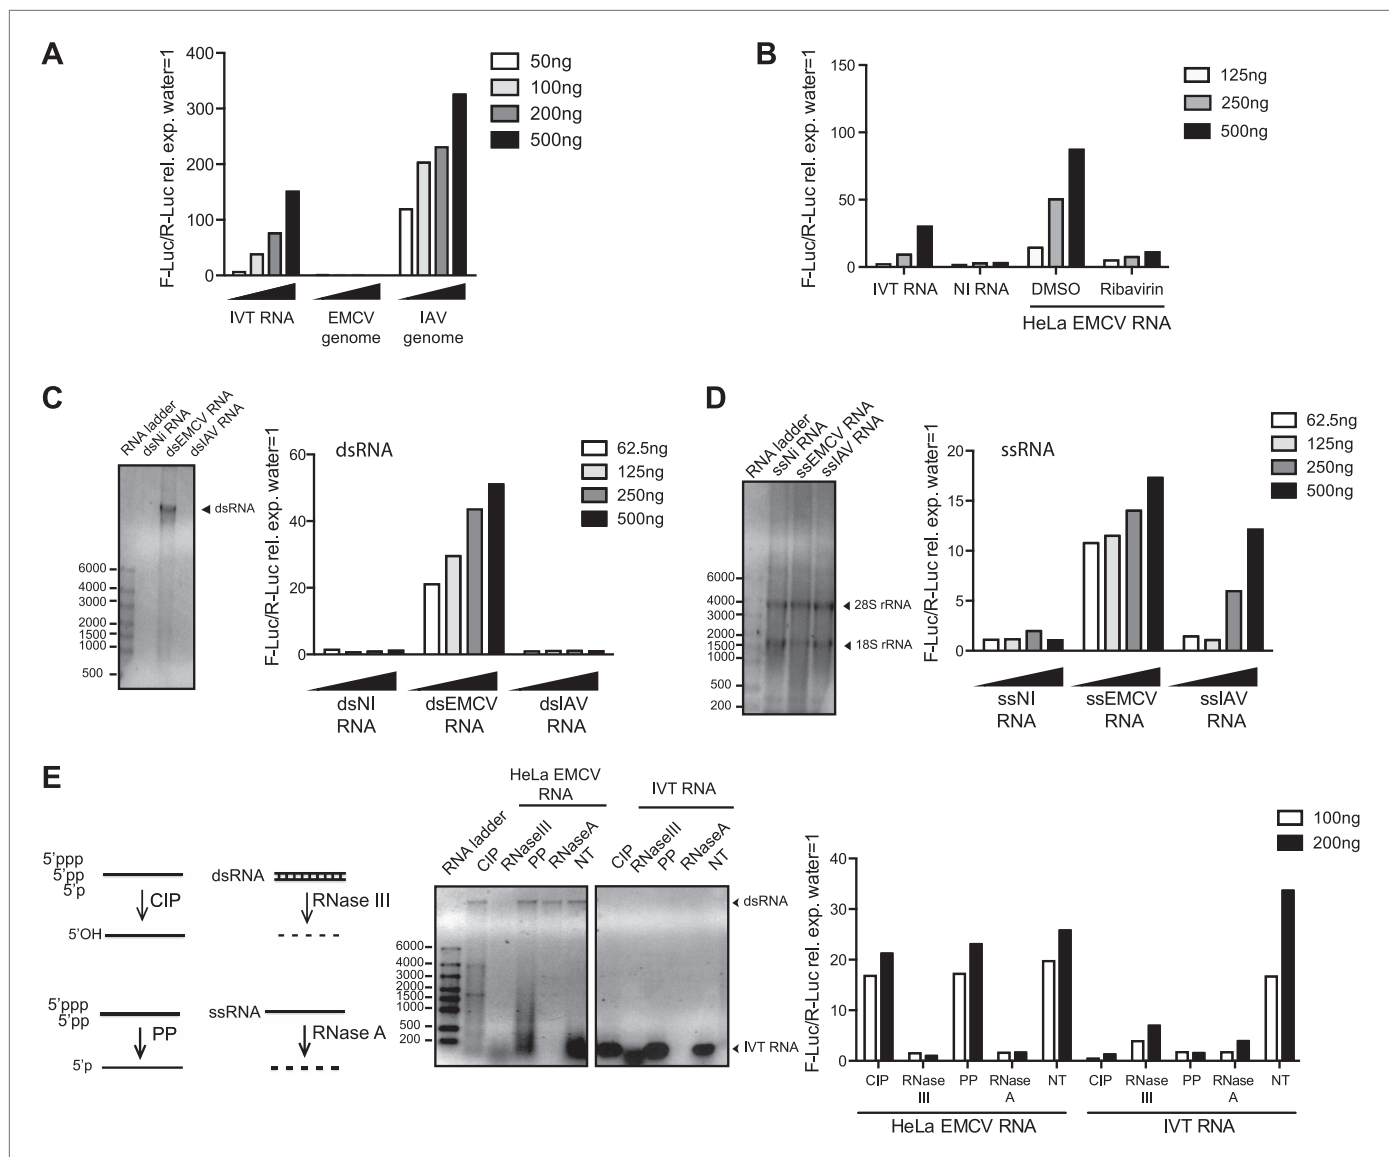 A
F-Luc/R-Luc rel. exp. water=1
400
300
200
100
0
50ng
100ng
200ng
500ng
IVT RNA
EMCV
genome
IAV
genome
B
F-Luc/R-Luc rel. exp. water=1
150
100
50
0
125ng
250ng
500ng
IVT RNA
NI RNA
DMSO
Ribavirin
HeLa EMCV RNA
C
RNA ladder
dsNi RNA
dsEMCV RNA
dsIAV RNA
dsRNA
6000
4000
3000
2000
1500
1000
500
F-Luc/R-Luc rel. exp. water=1
60
40
20
0
dsRNA
62.5ng
125ng
250ng
500ng
dsNI
RNA
dsEMCV
RNA
dsIAV
RNA
D
RNA ladder
ssNi RNA
ssEMCV RNA
ssIAV RNA
6000
4000
3000
2000
1500
1000
500
200
28S rRNA
18S rRNA
F-Luc/R-Luc rel. exp. water=1
20
15
10
5
0
ssRNA
62.5ng
125ng
250ng
500ng
ssNI
RNA
ssEMCV
RNA
ssIAV
RNA
E
5'ppp
5'pp
5'p
CIP
5'OH
dsRNA
RNase III
5'ppp
5'pp
PP
5'p
ssRNA
RNase A
HeLa EMCV
RNA
IVT RNA
RNA ladder
CIP
RNaseIII
PP
RNaseA
NT
CIP
RNaseIII
PP
RNaseA
NT
6000
4000
3000
2000
1500
1000
500
200
dsRNA
IVT RNA
F-Luc/R-Luc rel. exp. water=1
40
30
20
10
0
100ng
200ng
CIP
RNase
III
PP
RNase
A
NT
CIP
RNase
III
PP
RNase
A
NT
HeLa EMCV RNA
IVT RNA